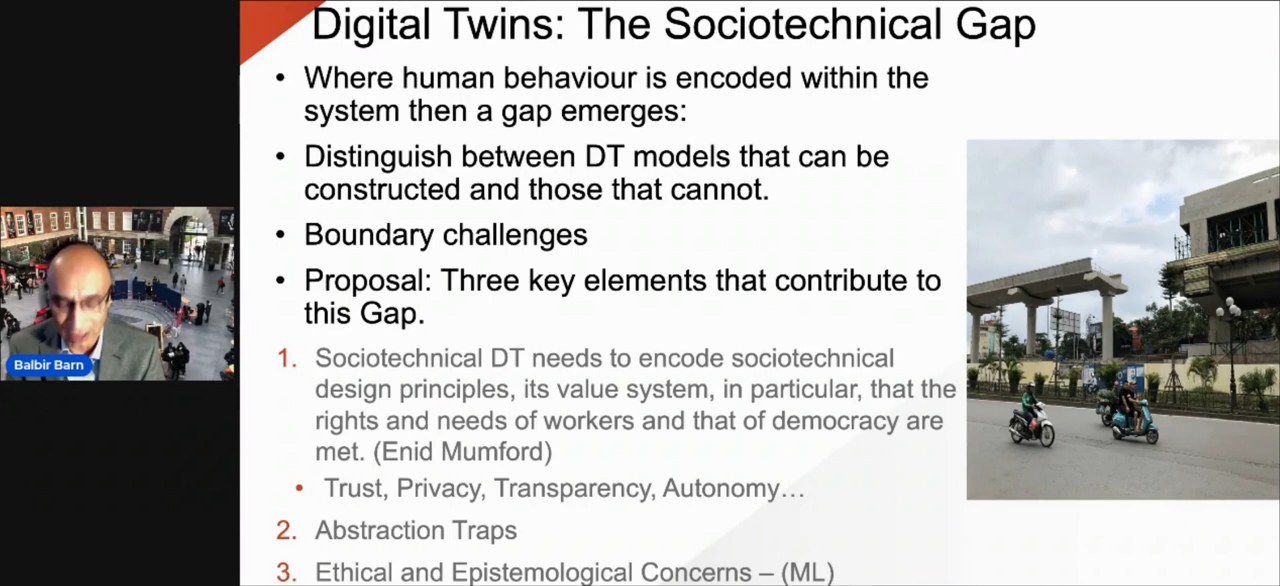 Digital Twins: The Sociotechnical Gap
• Where human behaviour is encoded within the
system then a gap emerges:
• Distinguish between DT models that can be
constructed and those that cannot.
• Boundary challenges
• Proposal: Three key elements that contribute to
this Gap.
1. Sociotechnical DT needs to encode sociotechnical
design principles, its value system, in particular, that the
rights and needs of workers and that of democracy are
met. (Enid Mumford)
• Trust, Privacy, Transparency, Autonomy…
2. Abstraction Traps
3. Ethical and Epistemological Concerns – (ML)
Balbir Barn